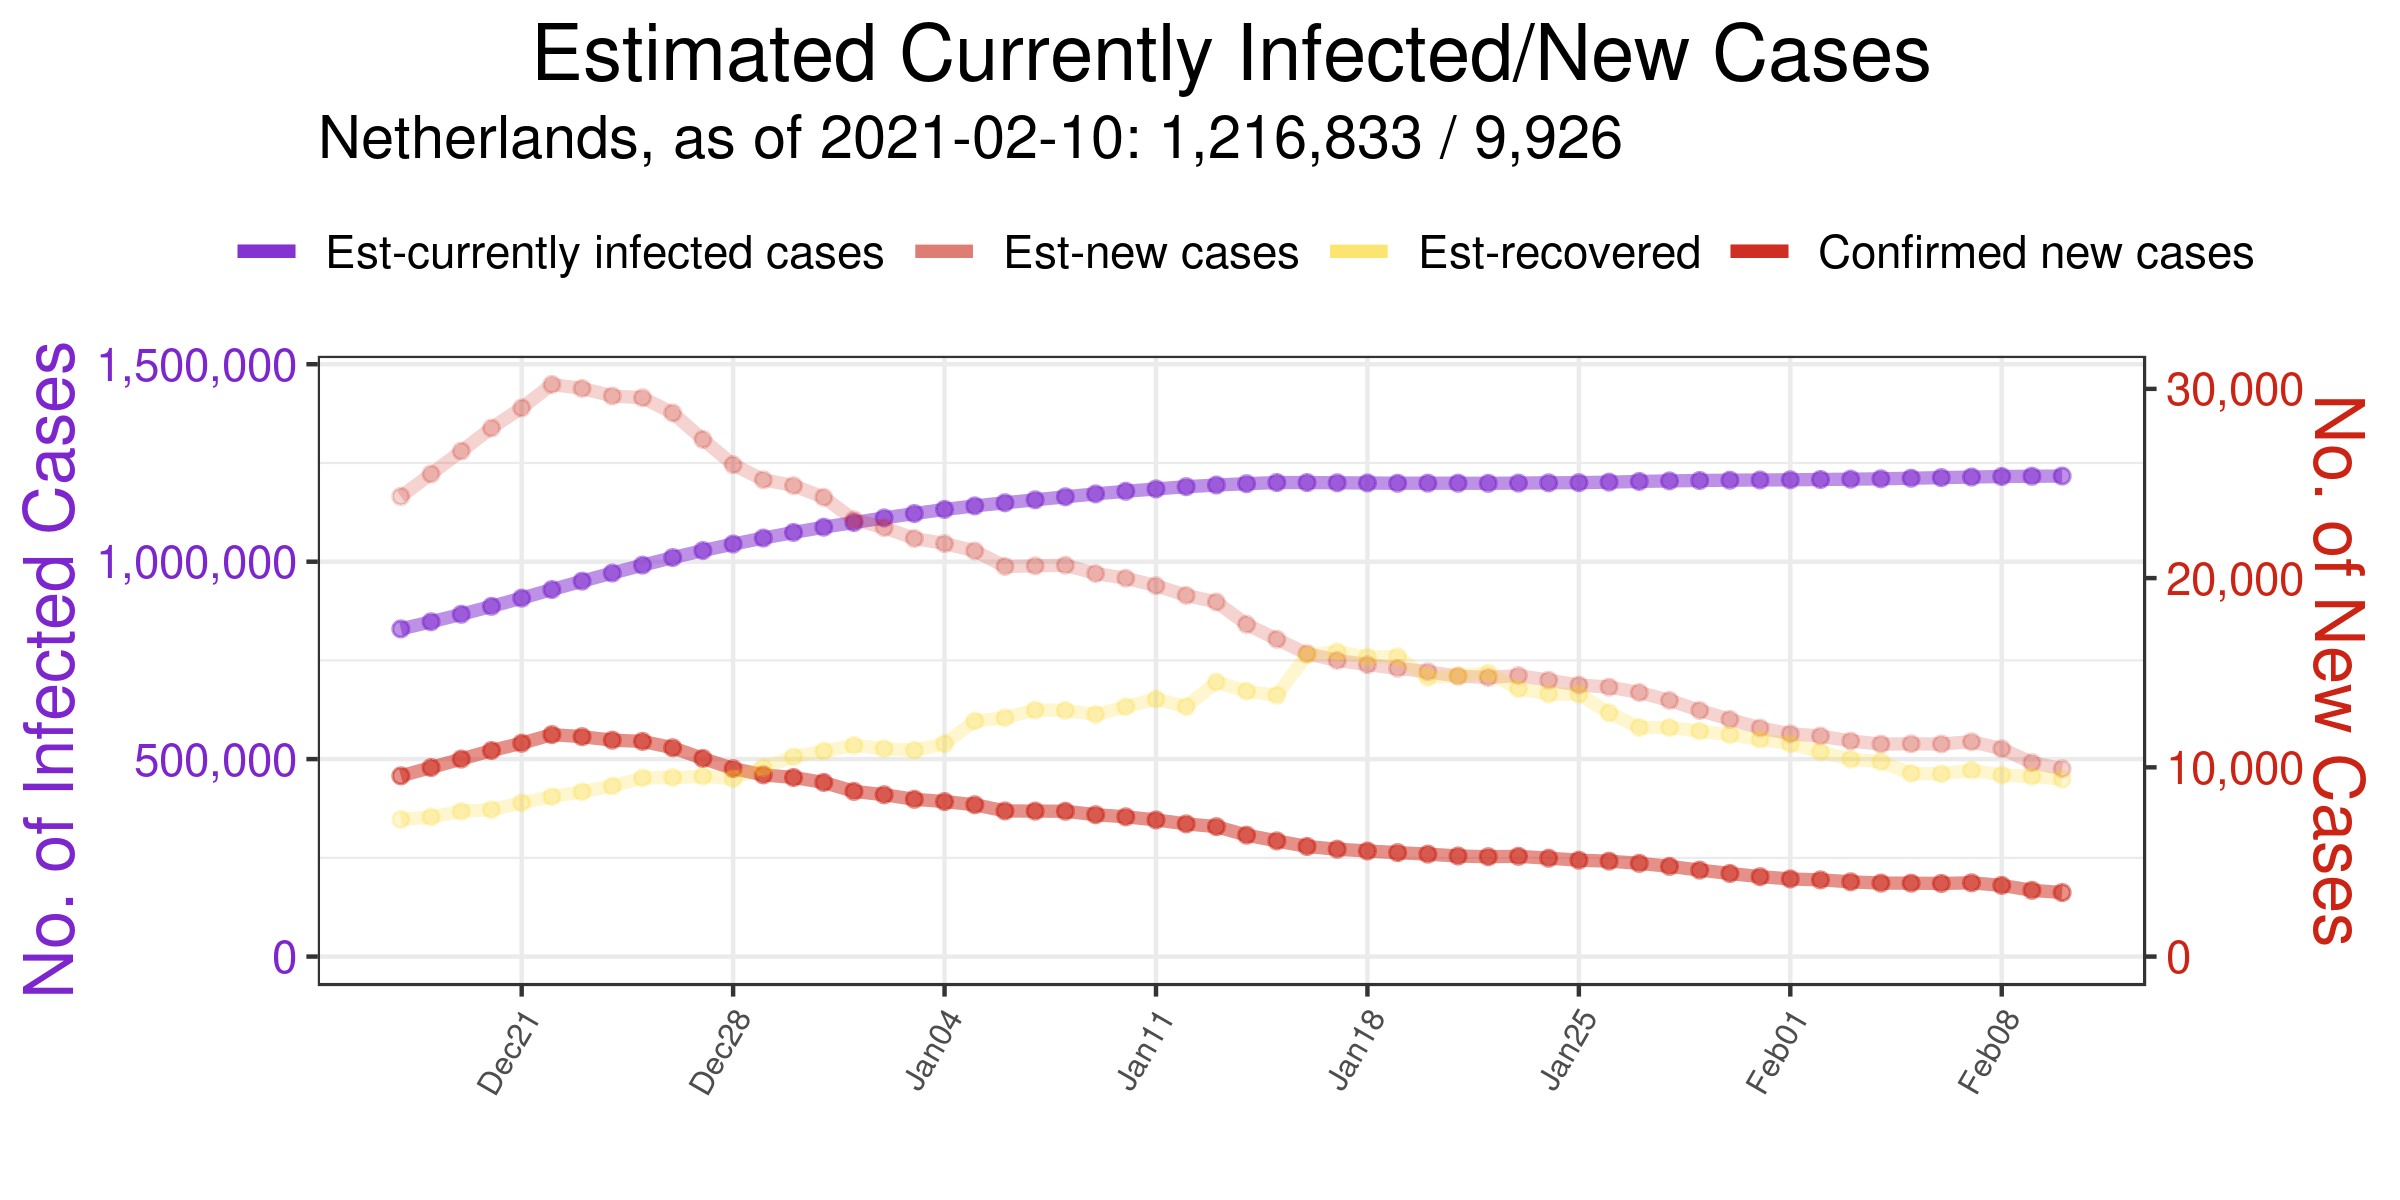 Estimated Currently Infected/New Cases
Netherlands, as of 2021-02-10: 1,216,833 / 9,926
Est-currently infected cases Est-new cases Est-recovered Confirmed new cases
No. of Infected Cases
1,500,000
1,000,000
500,000
0
30,000
20,000
10,000
0
No. of New Cases
Dec21 Dec28 Jan04 Jan11 Jan18 Jan25 Feb01 Feb08